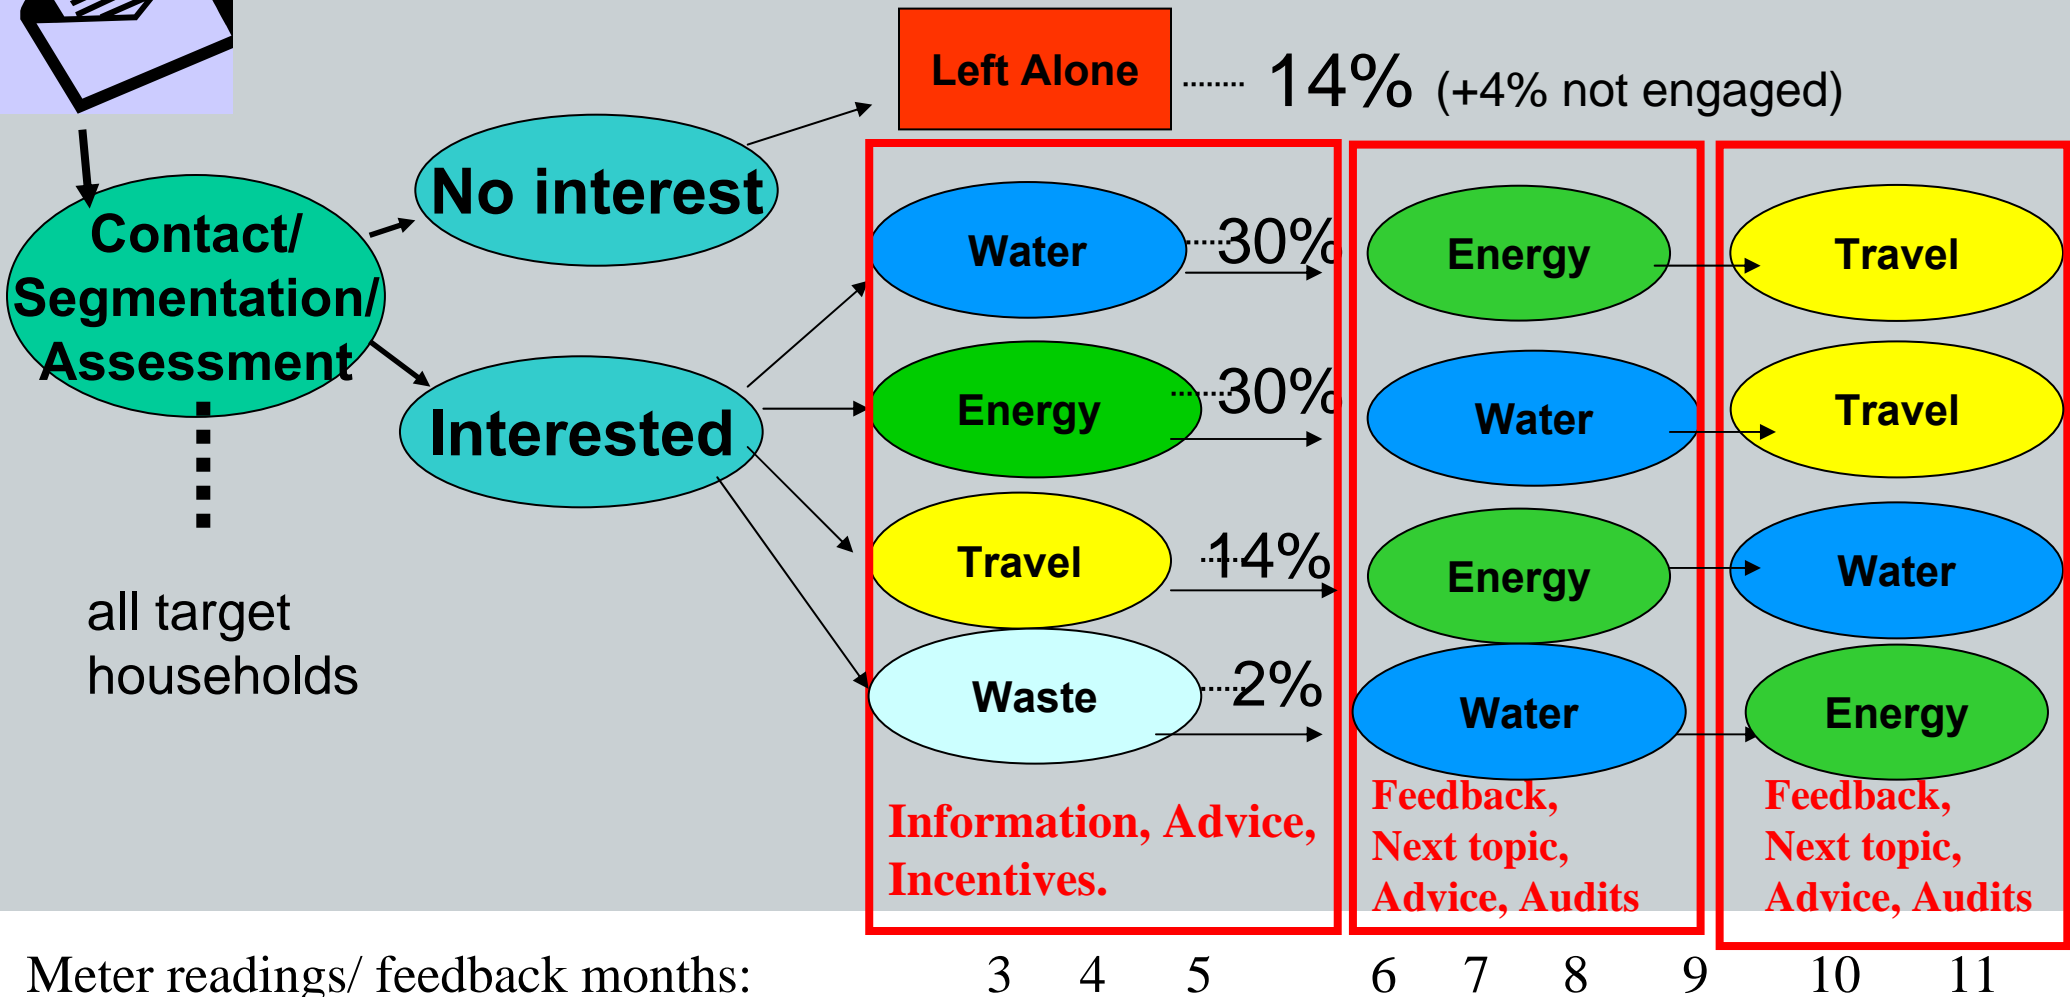 Left Alone
14% (+4% not engaged)
No interest
Contact/
Segmentation/
Assessment
Interested
all target
households
Water
30%
Energy
Travel
Energy
30%
Water
Travel
Travel
14%
Energy
Water
Waste
2%
Water
Energy
Information, Advice,
Incentives.
Feedback,
Next topic,
Advice, Audits
Feedback,
Next topic,
Advice, Audits
Meter readings/ feedback months: 3 4 5 6 7 8 9 10 11